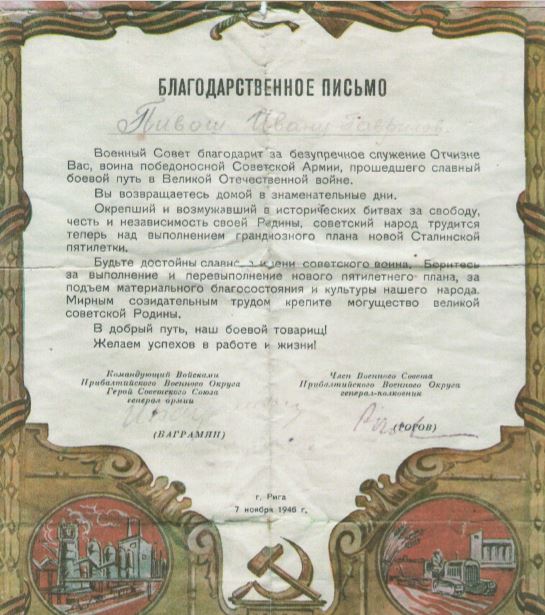 БЛАГОДАРСТВЕННОЕ ПИСЬМО
Пивош Ивану Гаврилов.
Военный Совет благодарит за безупречное служение Отчизне
Вас, воина победоносной Советской Армии, прошедшего славный
боевой путь в Великой Отечественной войне.
Вы возвращаетесь домой в знаменательные дни.
Окрепший и возмужавший в исторических битвах за свободу,
честь и независимость своей Родины, советский народ трудится
теперь над выполнением грандиозного плана новой Сталинской
пятилетки.
Будьте достойны имени советского воина. Боритесь
за выполнение и перевыполнение нового пятилетнего плана, за
подъем материального благосостояния и культуры нашего народа.
Мирным созидательным трудом крепите могущество великой
советской Родины.
В добрый путь, наш боевой товарищ!
Желаем успехов в работе и жизни!
Командующий Войсками
Прибалтийского Военного Округа
Герой Советского Союза
генерал армии
(БАГРАМЯН)
Член Военного Совета
Прибалтийского Военного Округа
генерал-полковник
(РОГОВ)
г. Рига
7 ноября 1946 г.